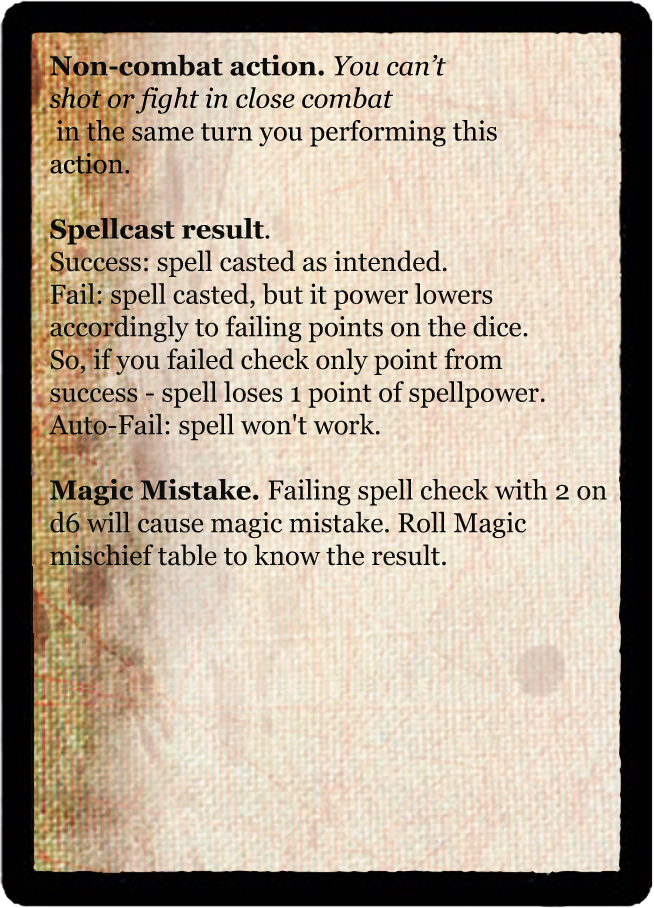 Non-combat action. You can’t
shot or fight in close combat
in the same turn you performing this
action.
Spellcast result.
Success: spell casted as intended.
Fail: spell casted, but it power lowers
accordingly to failing points on the dice.
So, if you failed check only point from
success - spell loses 1 point of spellpower.
Auto-Fail: spell won't work.
Magic Mistake. Failing spell check with 2 on
d6 will cause magic mistake. Roll Magic
mischief table to know the result.